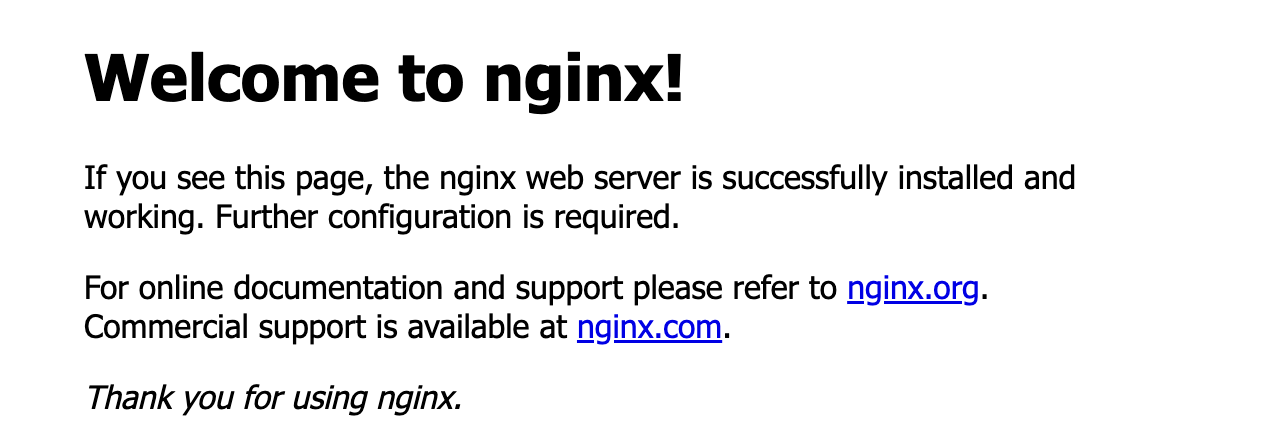 Welcome to nginx!
If you see this page, the nginx web server is successfully installed and
working. Further configuration is required.
For online documentation and support please refer to nginx.org.
Commercial support is available at nginx.com.
Thank you for using nginx.